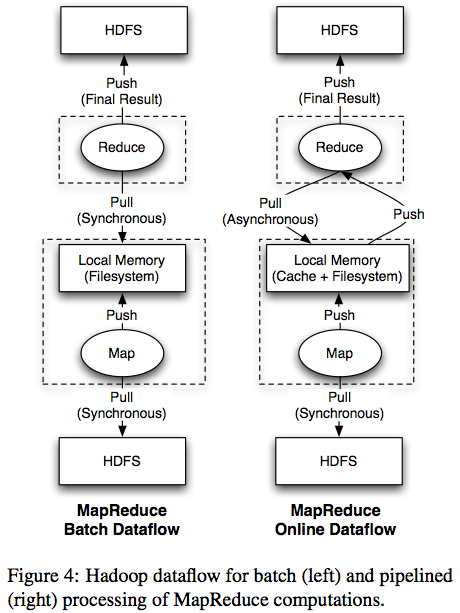 HDFS
Push
(Final Result)
Reduce
Pull
(Synchronous)
Local Memory
(Filesystem)
Push
Map
Pull
(Synchronous)
HDFS
MapReduce
Batch Dataflow
HDFS
Push
(Final Result)
Reduce
Pull
(Asynchronous)
Push
Local Memory
(Cache + Filesystem)
Push
Map
Pull
(Synchronous)
HDFS
MapReduce
Online Dataflow
Figure 4: Hadoop dataflow for batch (left) and pipelined
(right) processing of MapReduce computations.